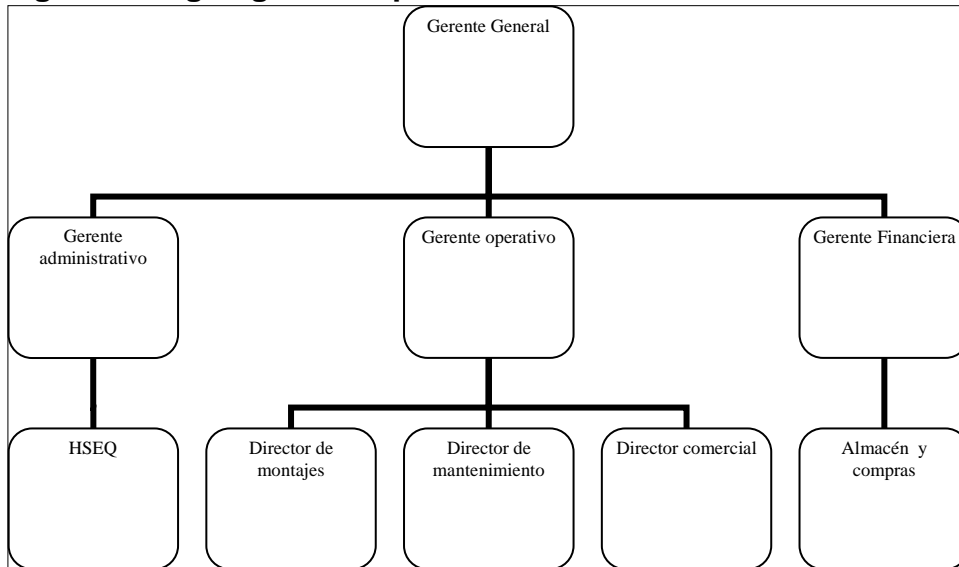 Gerente General
Gerente
administrativo
Gerente operativo
Gerente Financiera
HSEQ
Director de
montajes
Director de
mantenimiento
Director comercial
Almacén y
compras